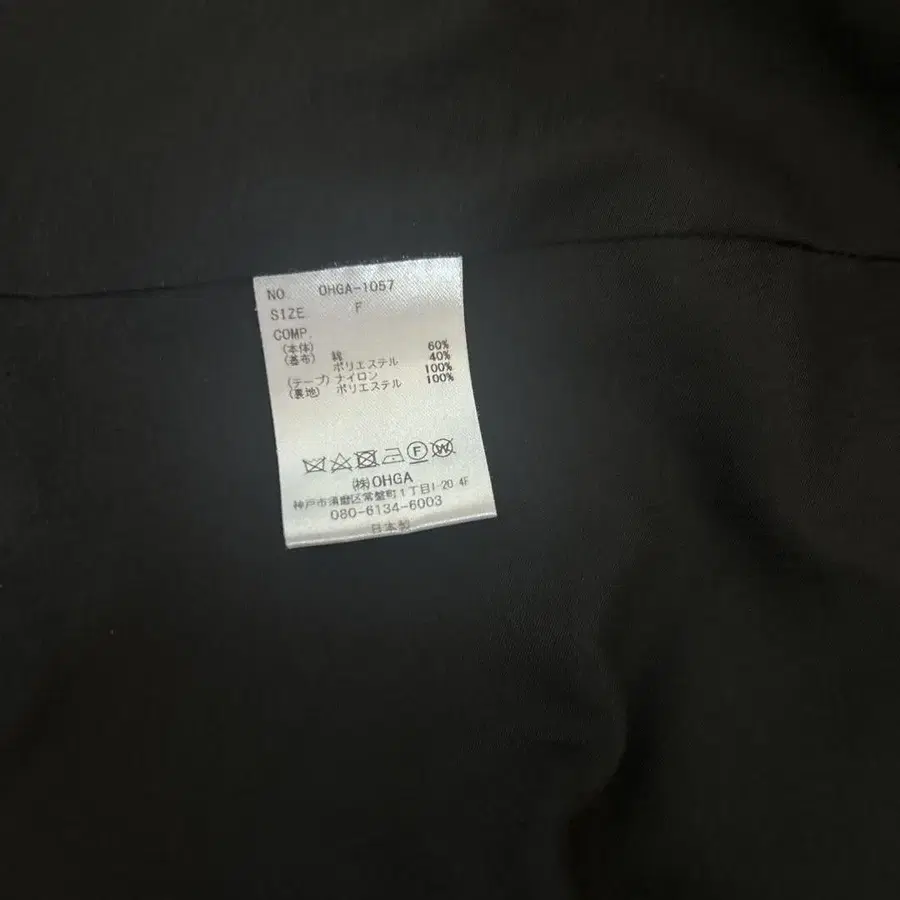 NO. OHGA-1057
SIZE F
COMP.
(本体) 60%
(着布) 綿 40%
ポリエステル 100%
(テープ) ナイロン 100%
(裏地) ポリエステル
(株)OHGA
神戸市須磨区常盤町1丁目1-20.4F
080-6134-6003
日本製